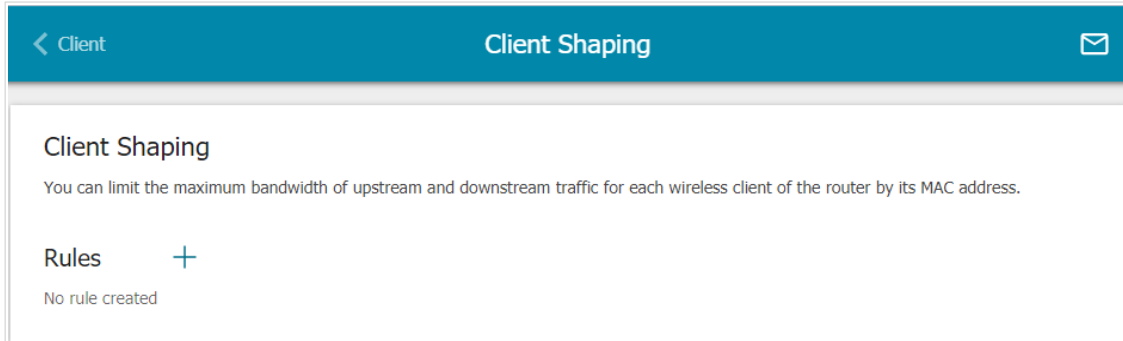 Client
Client Shaping
Client Shaping
You can limit the maximum bandwidth of upstream and downstream traffic for each wireless client of the router by its MAC address.
Rules
No rule created